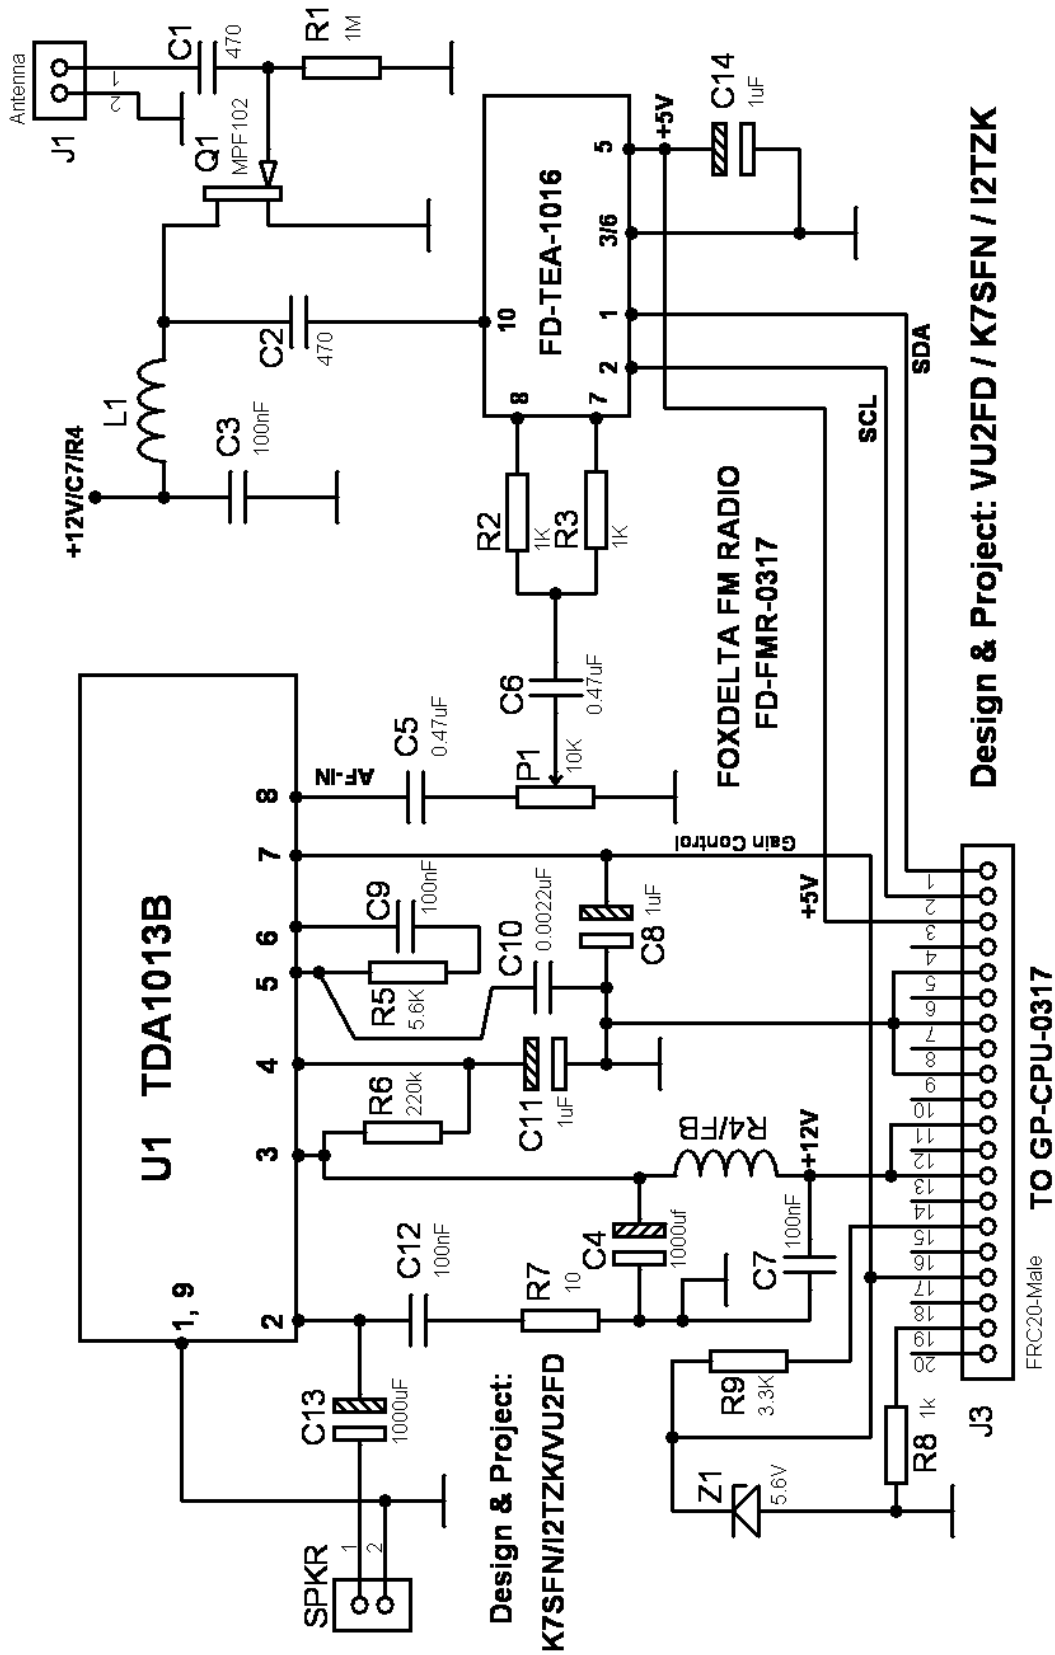 SPKR
1
2
C13
1000uF
1, 9
U1 TDA1013B
2
3
4
5
6
7
8
C12
100nF
R7
10
R6
220K
R5
5.6K
C9
100nF
C10
0.0022uF
C11
1uF
C8
1uF
C4
1000uf
R4/FB
C7
100nF
+12V
AF-IN
C5
0.47uF
P1
10K
C6
0.47uF
Gain Control
R2
1K
R3
1K
+12V/C7/R4
L1
C3
100nF
C2
470
Q1
MPF102
Antenna
J1
1
2
C1
470
R1
1M
FD-TEA-1016
10
8
7
2
1
3/6
5
+5V
C14
1uF
SCL
SDA
+5V
FOXDELTA FM RADIO
FD-FMR-0317
Design & Project:
K7SFN/I2TZK/VU2FD
Z1
5.6V
R9
3.3K
R8
1k
J3
FRC20-Male
20
19
18
17
16
15
14
13
12
11
10
9
8
7
6
5
4
3
2
1
TO GP-CPU-0317
Design & Project: VU2FD / K7SFN / I2TZK